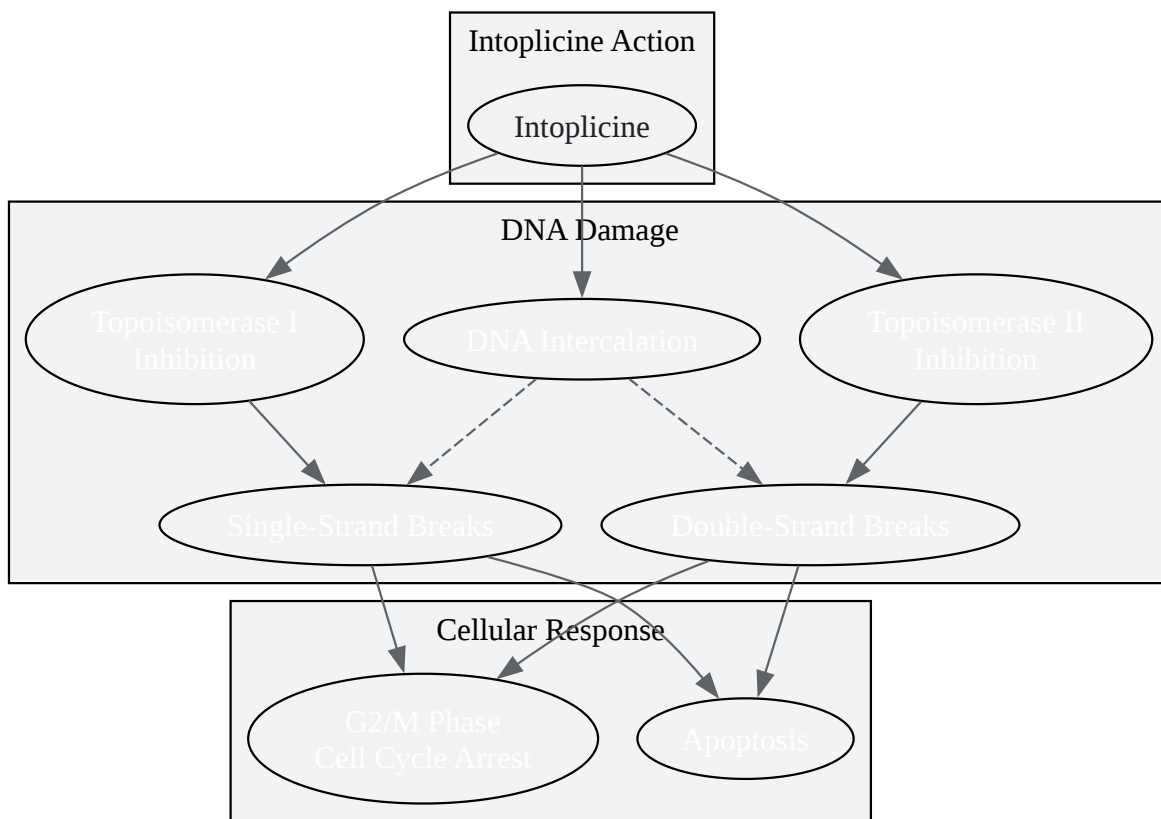 Intoplicine Action
Intoplicine
DNA Damage
Topoisomerase I
Inhibition
DNA Intercalation
Topoisomerase II
Inhibition
Single-Strand Breaks
Double-Strand Breaks
Cellular Response
G2/M Phase
Cell Cycle Arrest
Apoptosis